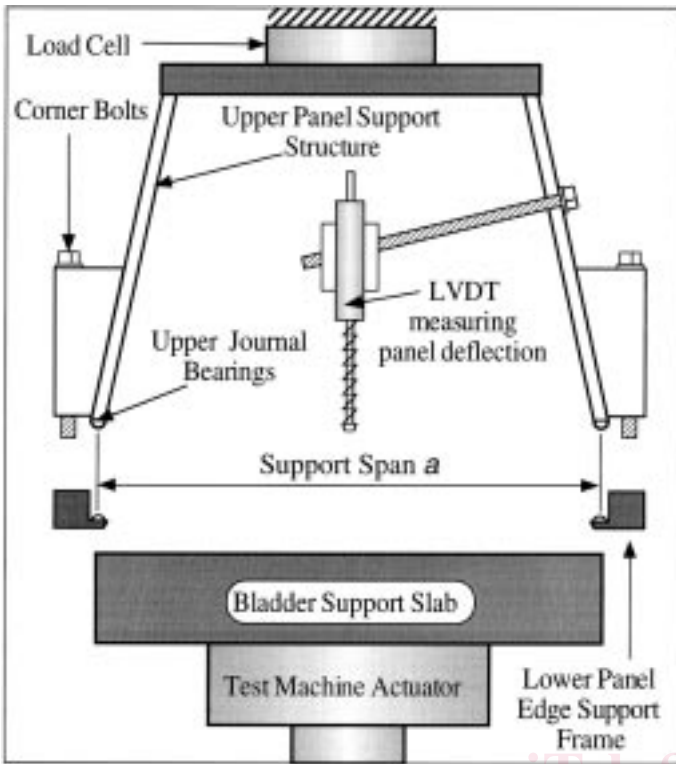 Load Cell
Corner Bolts
Upper Panel Support
Structure
LVDT
measuring
panel deflection
Upper Journal
Bearings
Support Span a
Bladder Support Slab
Test Machine Actuator
Lower Panel
Edge Support
Frame